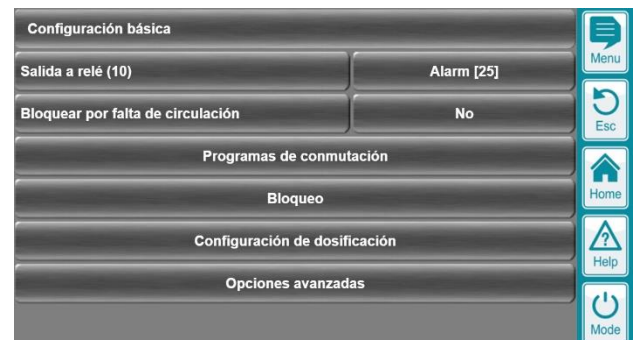 Configuración básica
Salida a relé (10) Alarm [25]
Bloquear por falta de circulación No
Programas de conmutación
Bloqueo
Configuración de dosificación
Opciones avanzadas
Menu
Esc
Home
?
Help
Mode